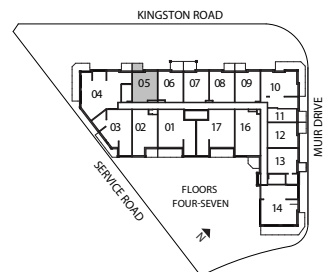 KINGSTON ROAD
05 06 07 08 09
04 10
11
03 02 01 17 16 12
13
14
MUIR DRIVE
SERVICE ROAD
FLOORS
FOUR-SEVEN
N